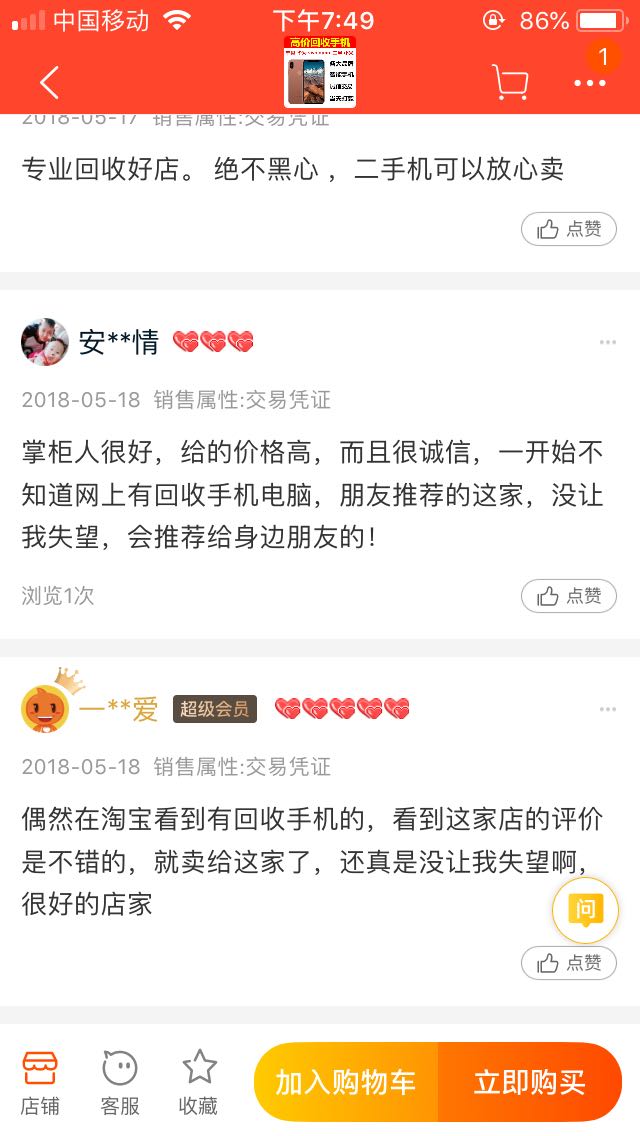 中国移动
下午7:49
86%
高价回收手机
1
2018-05-17 销售属性:交易凭证
专业回收好店。 绝不黑心 ，二手机可以放心卖
点赞
安**情
2018-05-18 销售属性:交易凭证
掌柜人很好，给的价格高，而且很诚信，一开始不
知道网上有回收手机电脑，朋友推荐的这家，没让
我失望，会推荐给身边朋友的！
浏览1次
点赞
一**爱 超级会员
2018-05-18 销售属性:交易凭证
偶然在淘宝看到有回收手机的，看到这家店的评价
是不错的，就卖给这家了，还真是没让我失望啊，
很好的店家
问
点赞
店铺
客服
收藏
加入购物车
立即购买